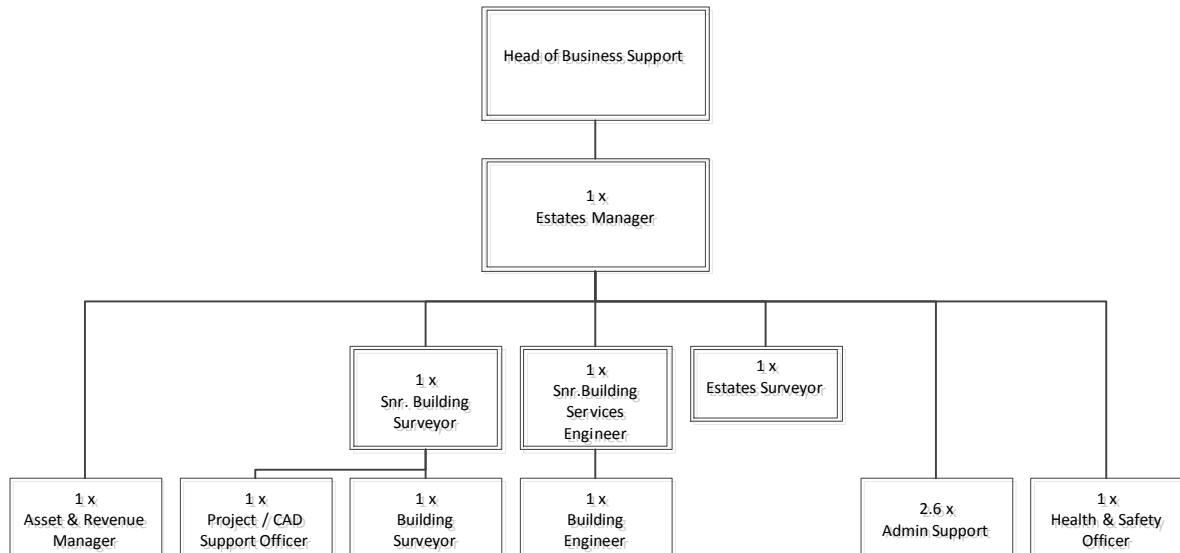 Head of Business Support
1 x
Estates Manager
1 x
Snr. Building
Surveyor
1 x
Snr.Building
Services
Engineer
1 x
Estates Surveyor
1 x
Asset & Revenue
Manager
1 x
Project / CAD
Support Officer
1 x
Building
Surveyor
1 x
Building
Engineer
2.6 x
Admin Support
1 x
Health & Safety
Officer